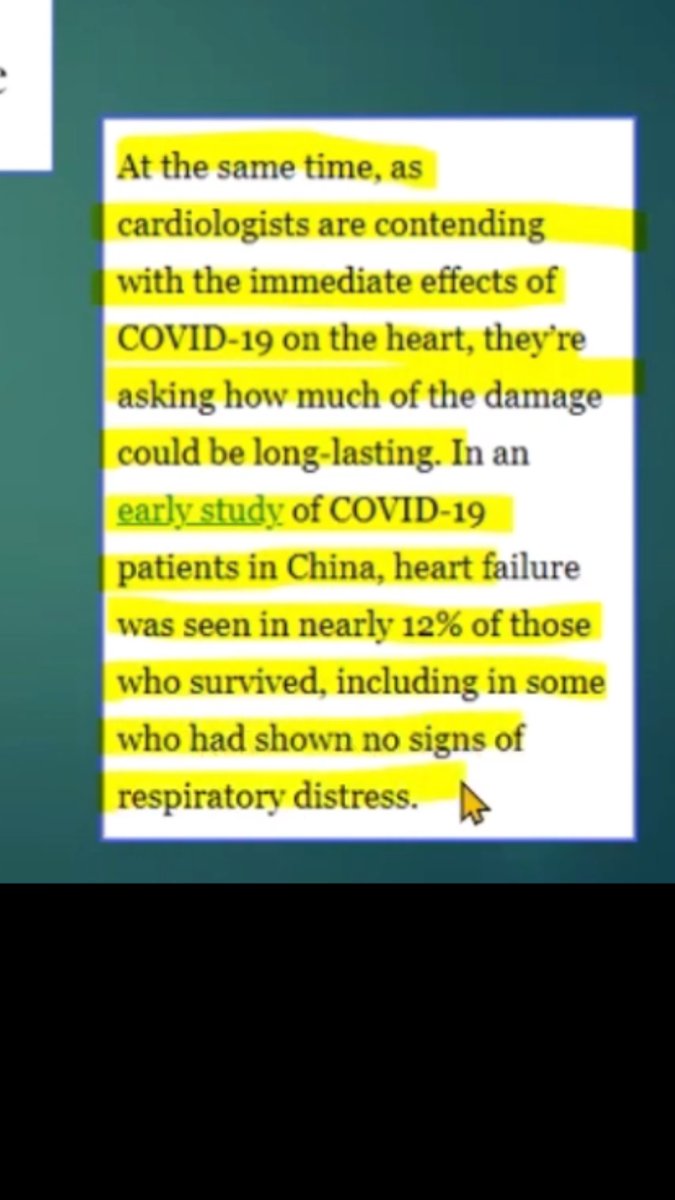 At the same time, as
cardiologists are contending
with the immediate effects of
COVID-19 on the heart, they're
asking how much of the damage
could be long-lasting. In an
early study of COVID-19
patients in China, heart failure
was seen in nearly 12% of those
who survived, including in some
who had shown no signs of
respiratory distress.